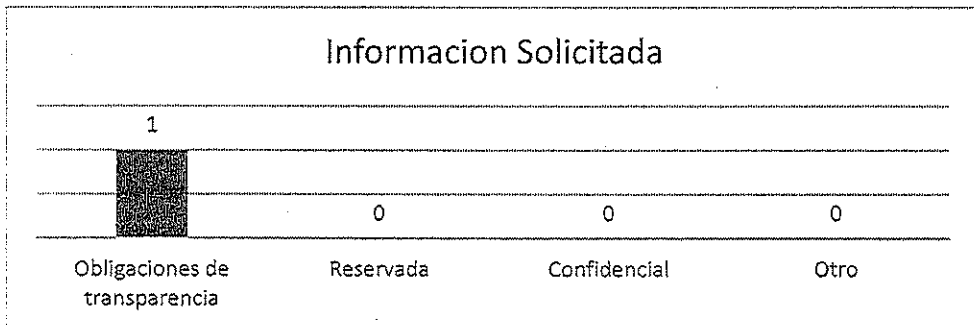 Informacion Solicitada
1
0
0
0
Obligaciones de
transparencia
Reservada
Confidencial
Otro